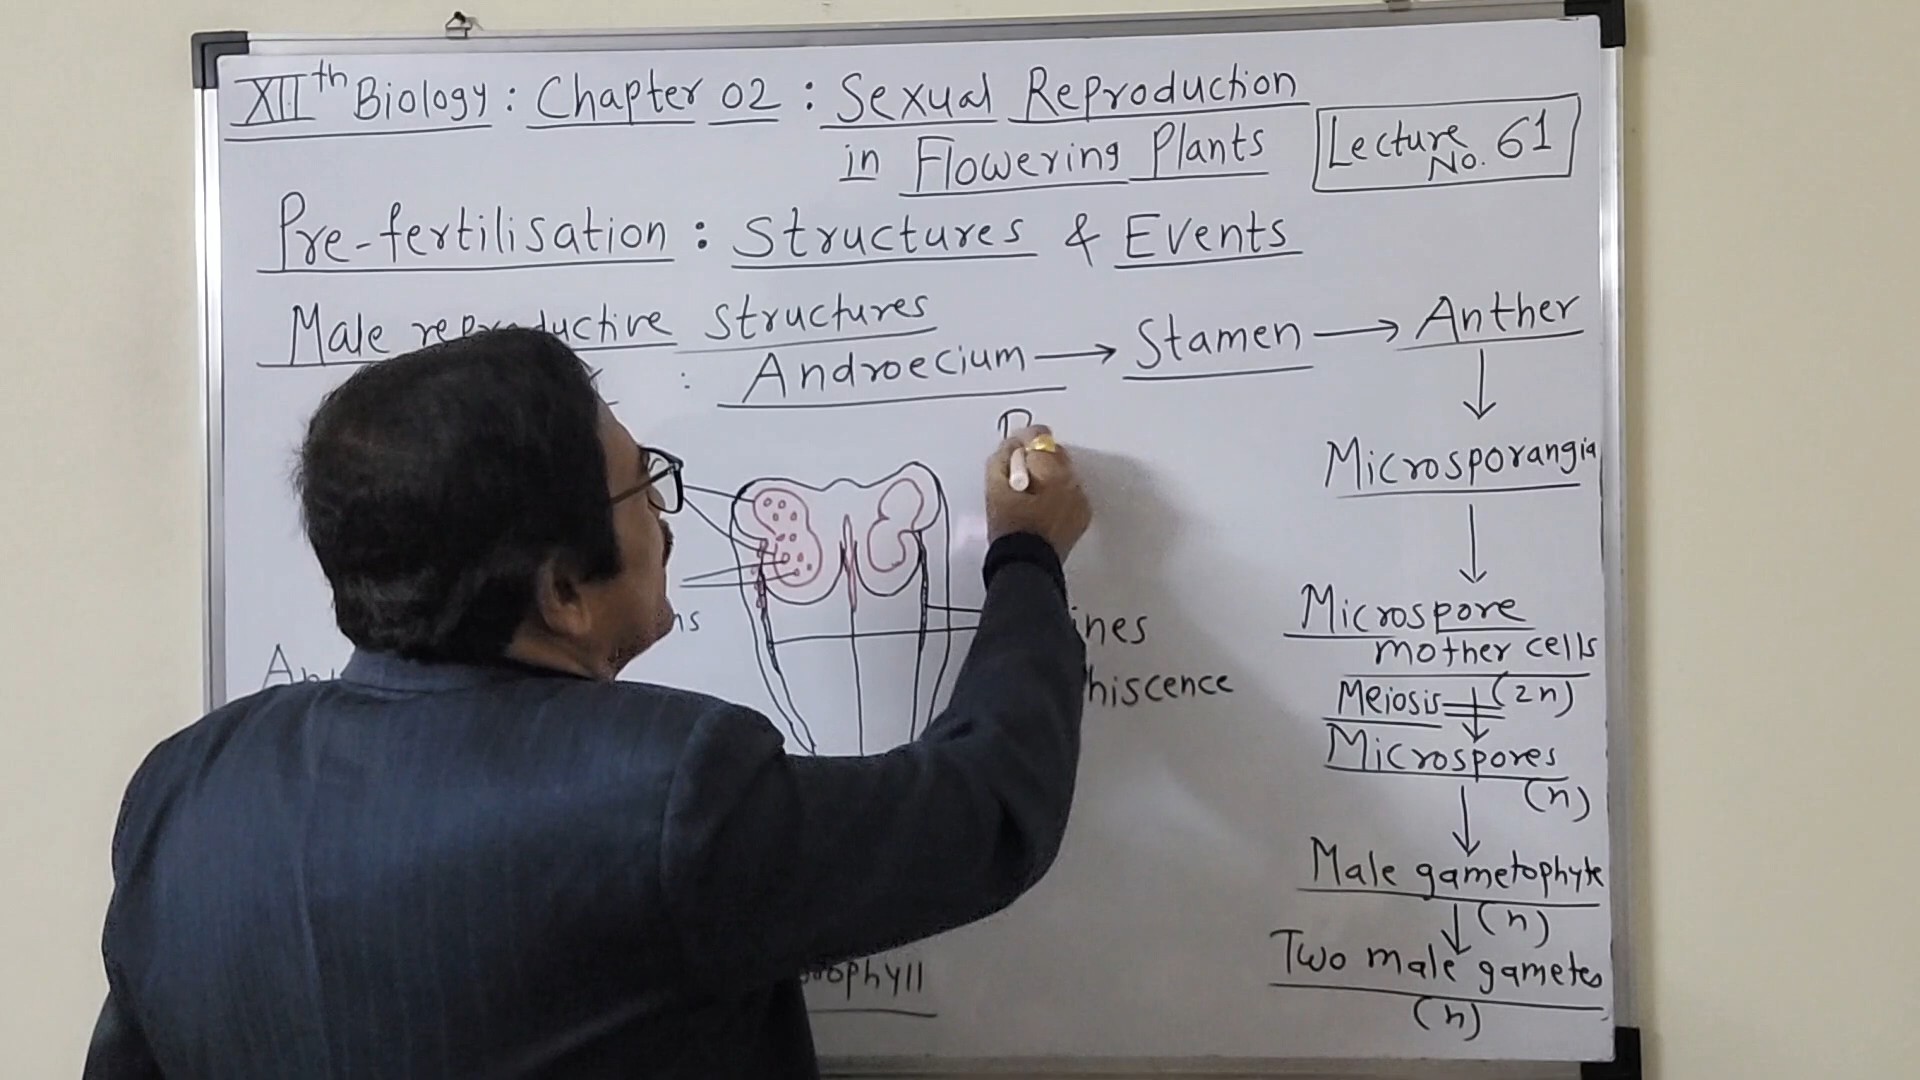 XIIth Biology : Chapter 02 : Sexual Reproduction
in Flowering Plants
Lecture No. 61
Pre-fertilisation : Structures & Events
Male reproductive structures
: Androecium → Stamen → Anther
Microsporangia
Microspore
mother cells
Meiosis (2n)
Microspores
(n)
Male gametophyte
(n)
Two male gametes
(n)